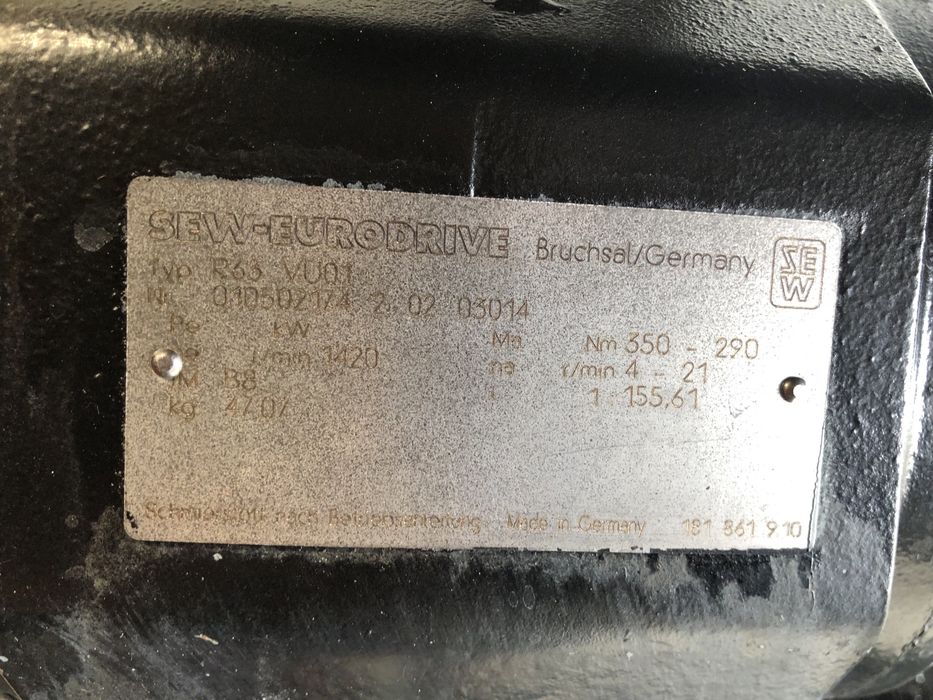 SEW-EURODRIVE Bruchsal/Germany SEW
Typ R63 VU01
Nr. 010502174 2. 02 03014
Pe kW Ma Nm 350 - 290
r/min 1420 na r/min 4 - 21
IM B8 i 1 : 155,61
kg 47.07
Schmierstoff nach Betriebsanleitung Made in Germany 181 861 9.10